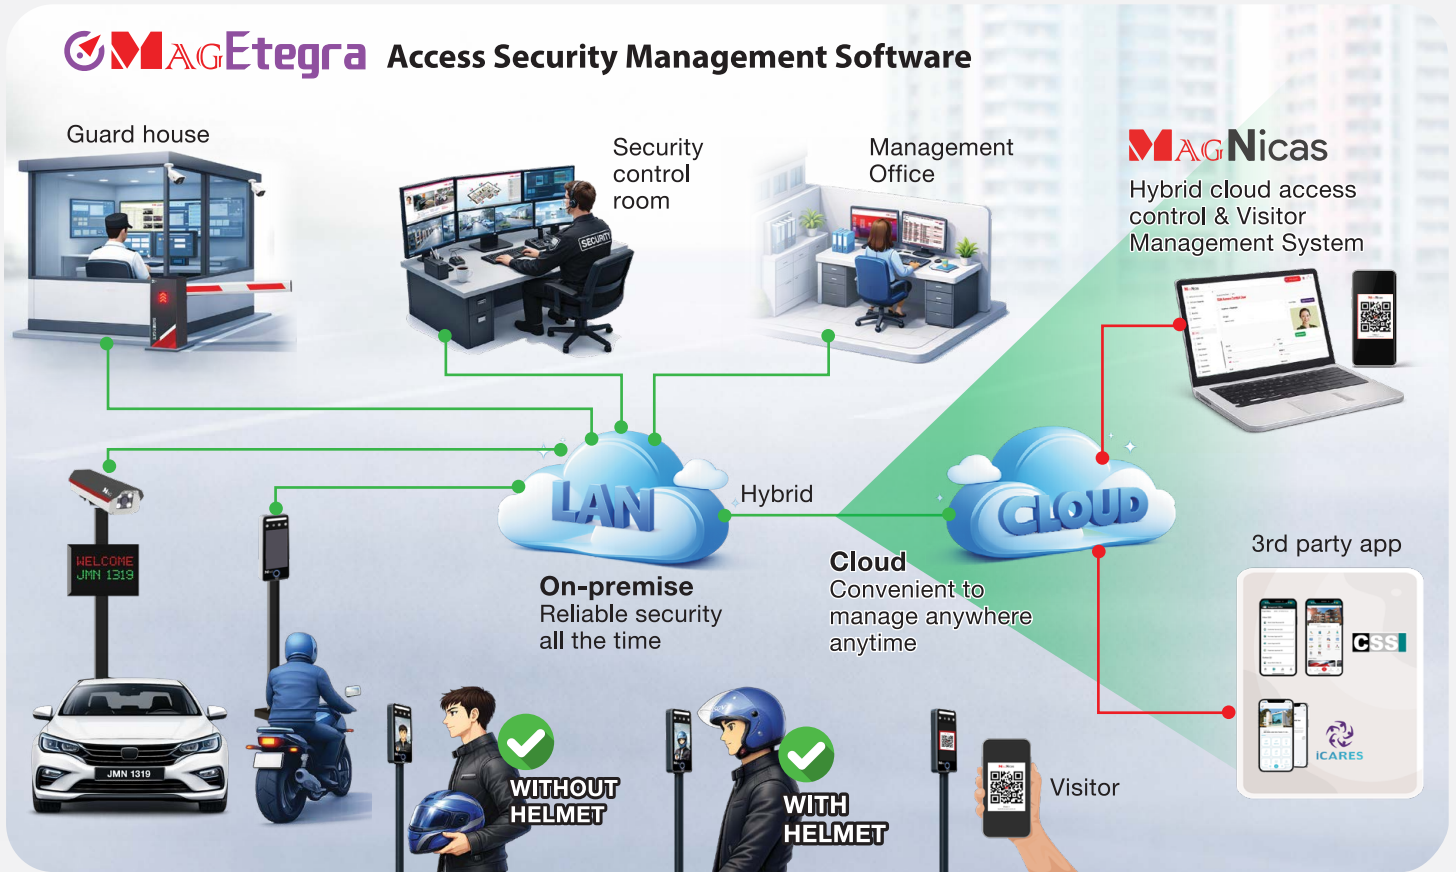 MAGEtegra Access Security Management Software
Guard house
Security
control
room
Management
Office
MAGNicas
Hybrid cloud access
control & Visitor
Management System
SECURITY
LAN
Hybrid
CLOUD
On-premise
Reliable security
all the time
Cloud
Convenient to
manage anywhere
anytime
3rd party app
CSSI
iCARES
WELCOME
JMN 1319
JMN 1319
WITHOUT
HELMET
WITH
HELMET
Visitor